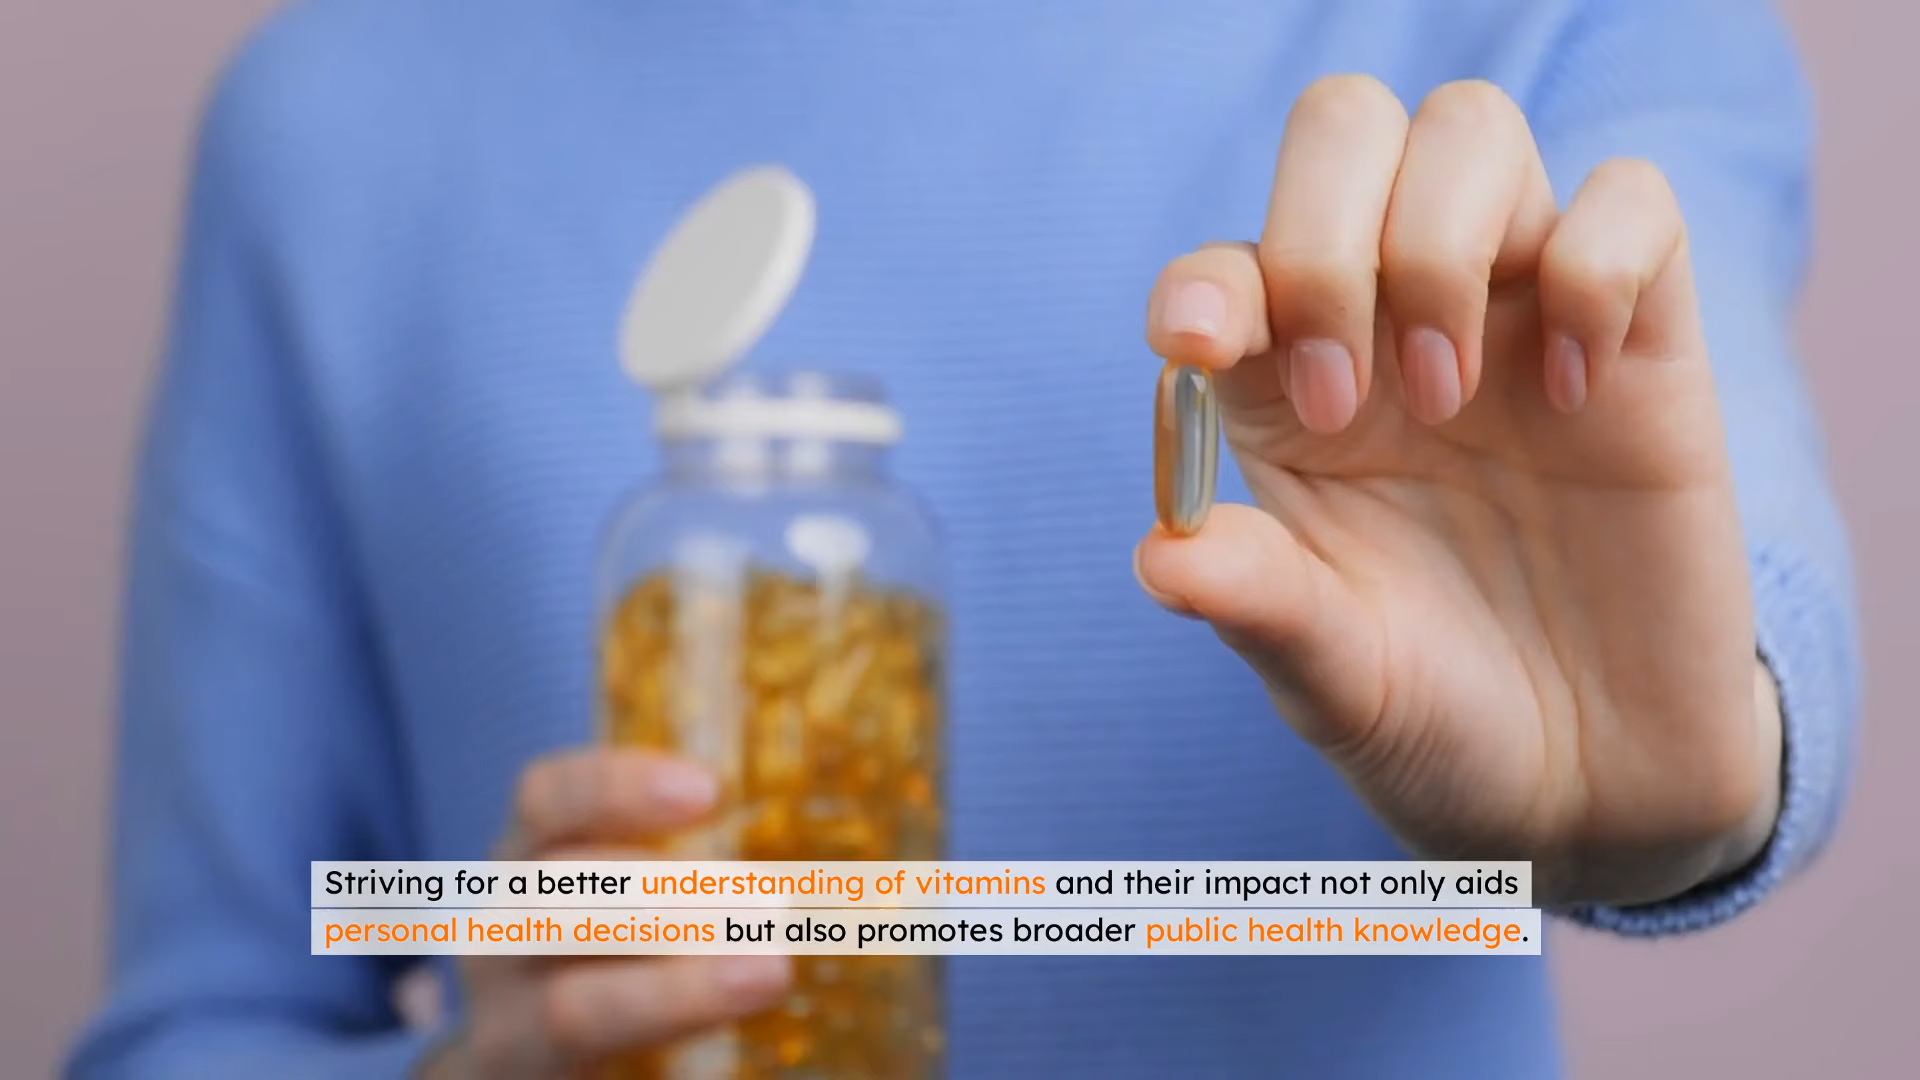 Striving for a better understanding of vitamins and their impact not only aids
personal health decisions but also promotes broader public health knowledge.